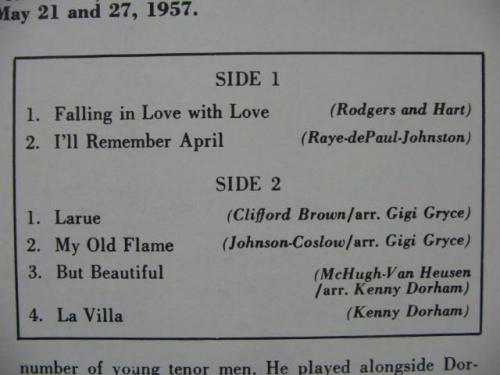 May 21 and 27, 1957.
SIDE 1
1. Falling in Love with Love (Rodgers and Hart)
2. I'll Remember April (Raye-dePaul-Johnston)
SIDE 2
1. Larue (Clifford Brown/arr. Gigi Gryce)
2. My Old Flame (Johnson-Coslow/arr. Gigi Gryce)
3. But Beautiful (McHugh-Van Heusen
/arr. Kenny Dorham)
4. La Villa (Kenny Dorham)
number of young tenor men. He played alongside Dor-